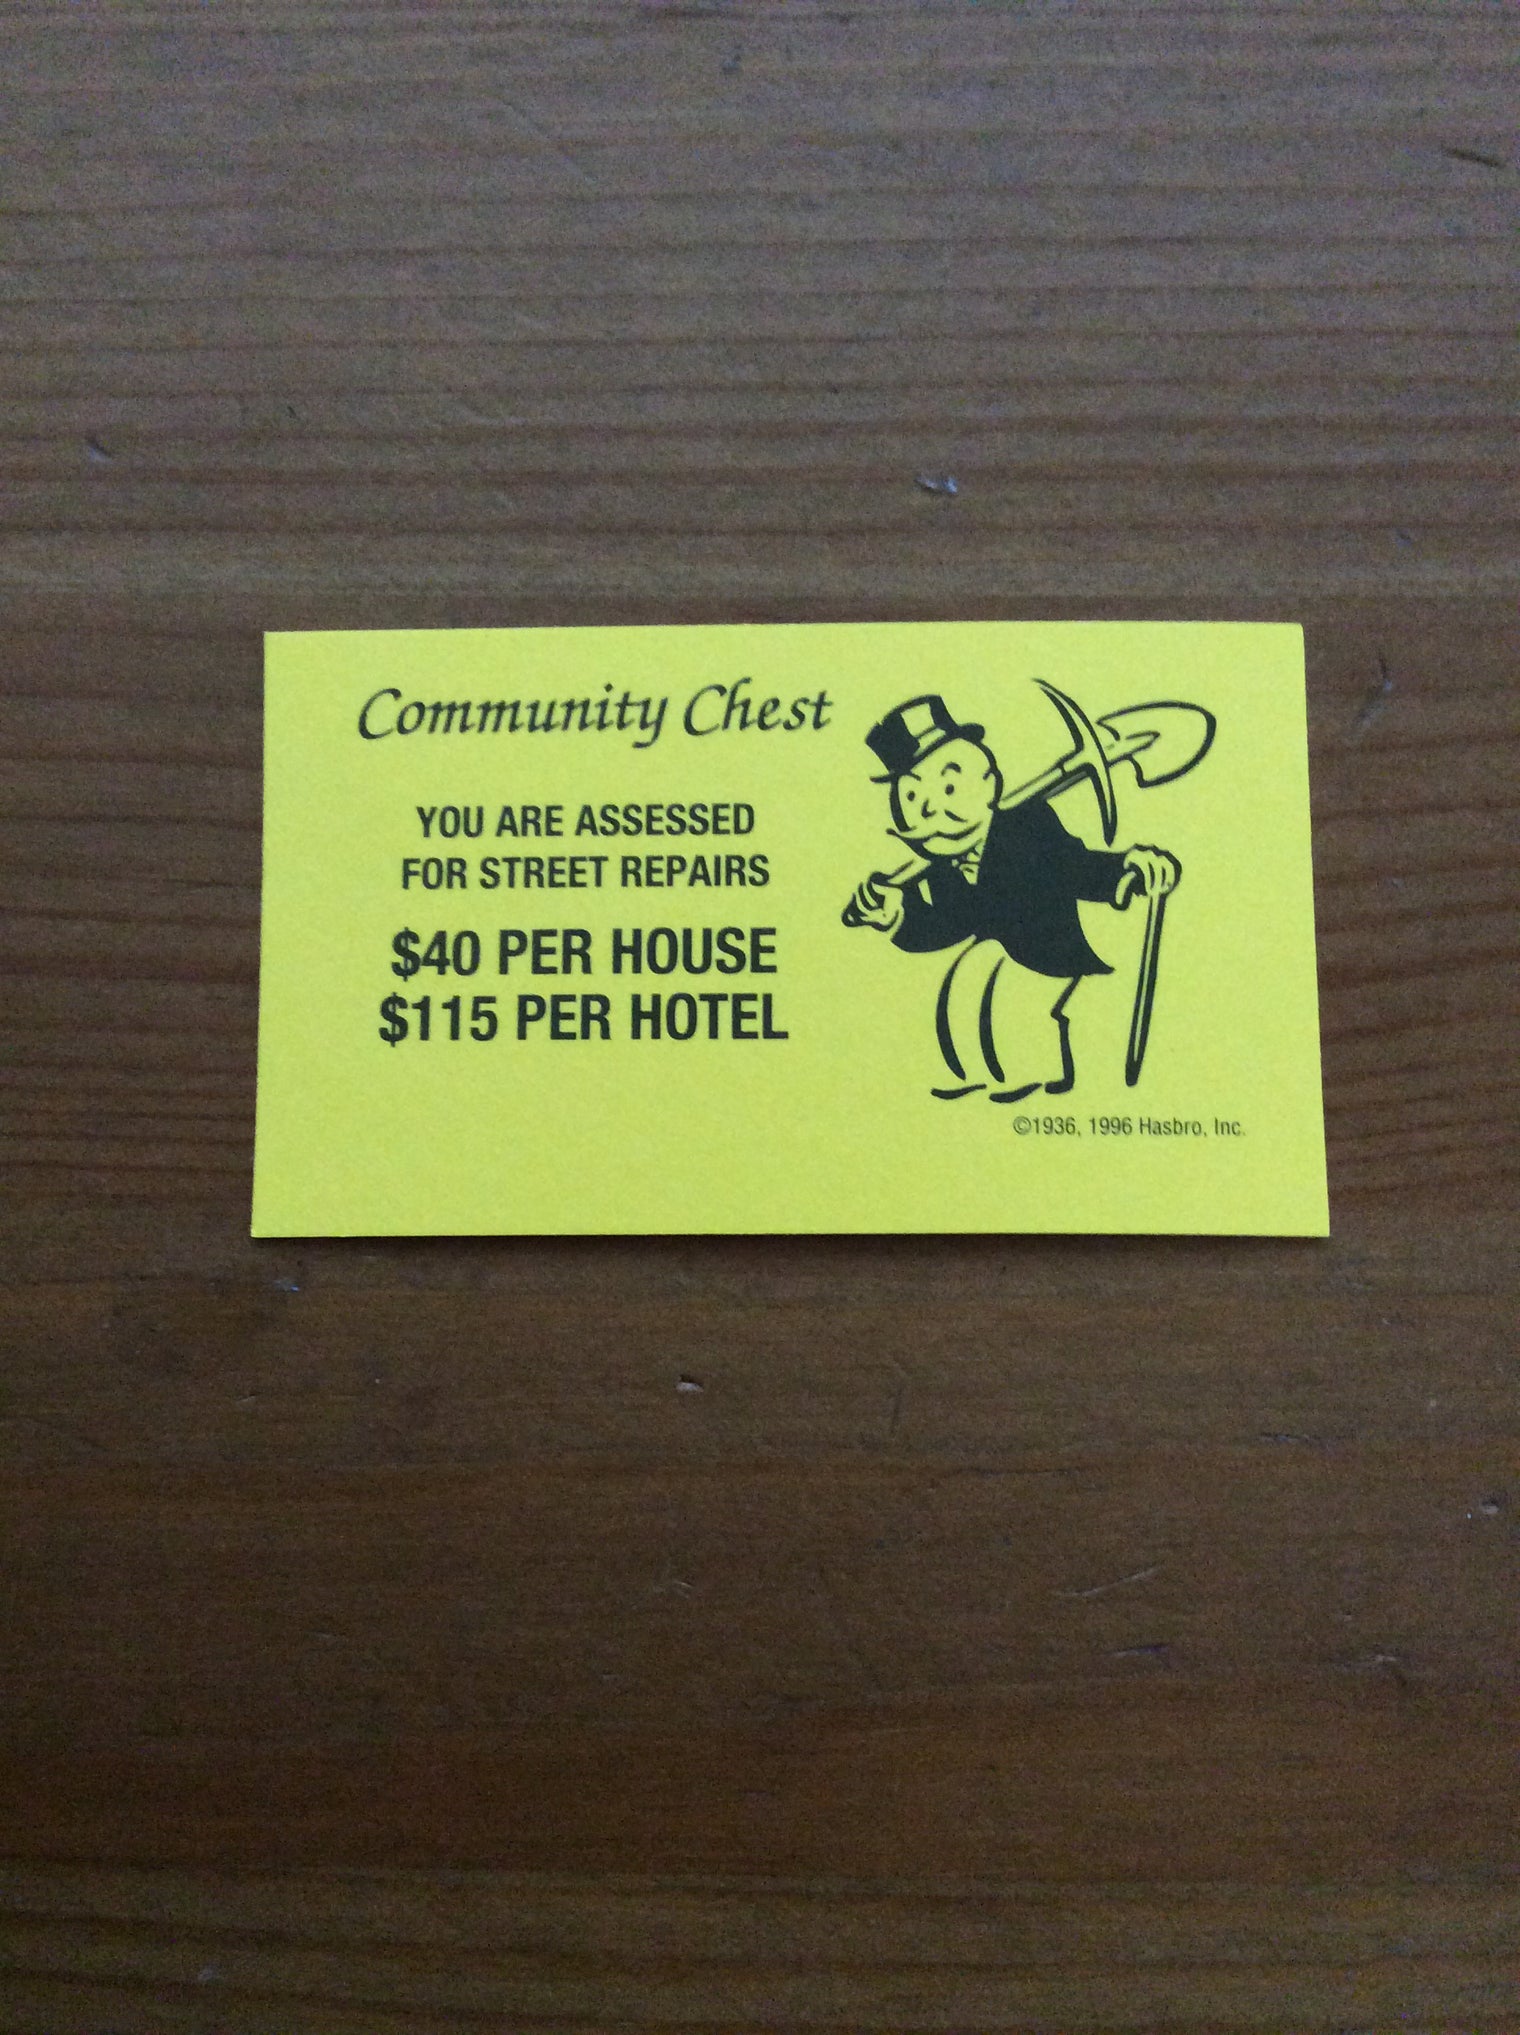 Community Chest
YOU ARE ASSESSED
FOR STREET REPAIRS
$40 PER HOUSE
$115 PER HOTEL
©1936, 1996 Hasbro, Inc.